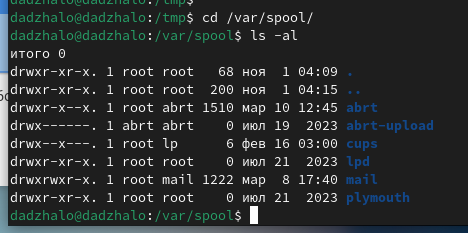 dadzhalo@dadzhalo:/tmp$
dadzhalo@dadzhalo:/tmp$ cd /var/spool/
dadzhalo@dadzhalo:/var/spool$ ls -al
итого 0
drwxr-xr-x. 1 root root   68 ноя  1 04:09 .
drwxr-xr-x. 1 root root  200 ноя  1 04:15 ..
drwxr-x--x. 1 root abrt 1510 мар 10 12:45 abrt
drwx------. 1 abrt abrt    0 июл 19  2023 abrt-upload
drwx--x---. 1 root lp      6 фев 16 03:00 cups
drwxr-xr-x. 1 root root    0 июл 21  2023 lpd
drwxrwxr-x. 1 root mail 1222 мар  8 17:40 mail
drwxr-xr-x. 1 root root    0 июл 21  2023 plymouth
dadzhalo@dadzhalo:/var/spool$